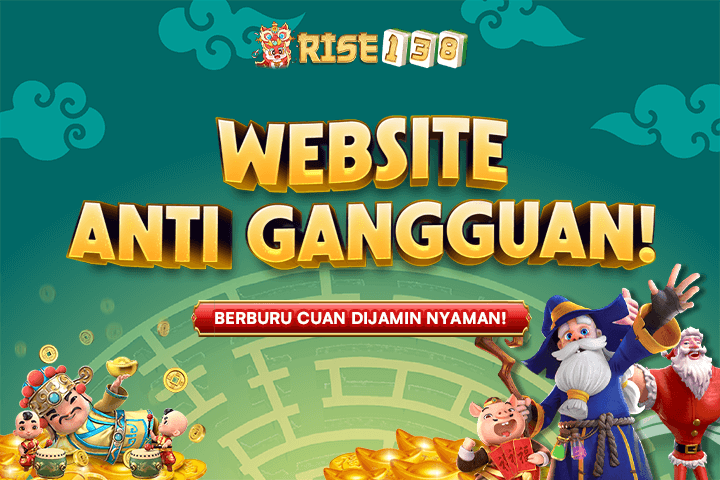 RISE138
WEBSITE
ANTI GANGGUAN!
BERBURU CUAN DIJAMIN NYAMAN!